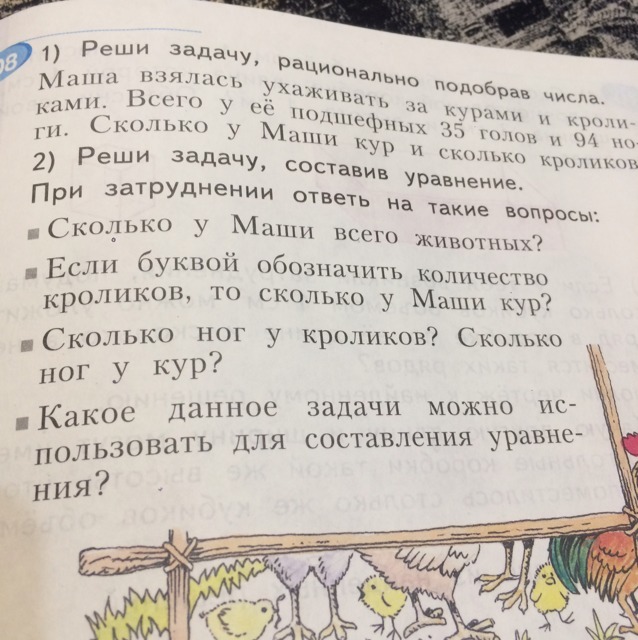 1) Реши задачу, рационально подобрав числа.
Маша взялась ухаживать за курами и кроли-
ками. Всего у её подшефных 35 голов и 94 но-
ги. Сколько у Маши кур и сколько кроликов
2) Реши задачу, составив уравнение.
При затруднении ответь на такие вопросы:
▪ Сколько у Маши всего животных?
▪ Если буквой обозначить количество
кроликов, то сколько у Маши кур?
▪ Сколько ног у кроликов? Сколько
ног у кур?
▪ Какое данное задачи можно ис-
пользовать для составления уравне-
ния?